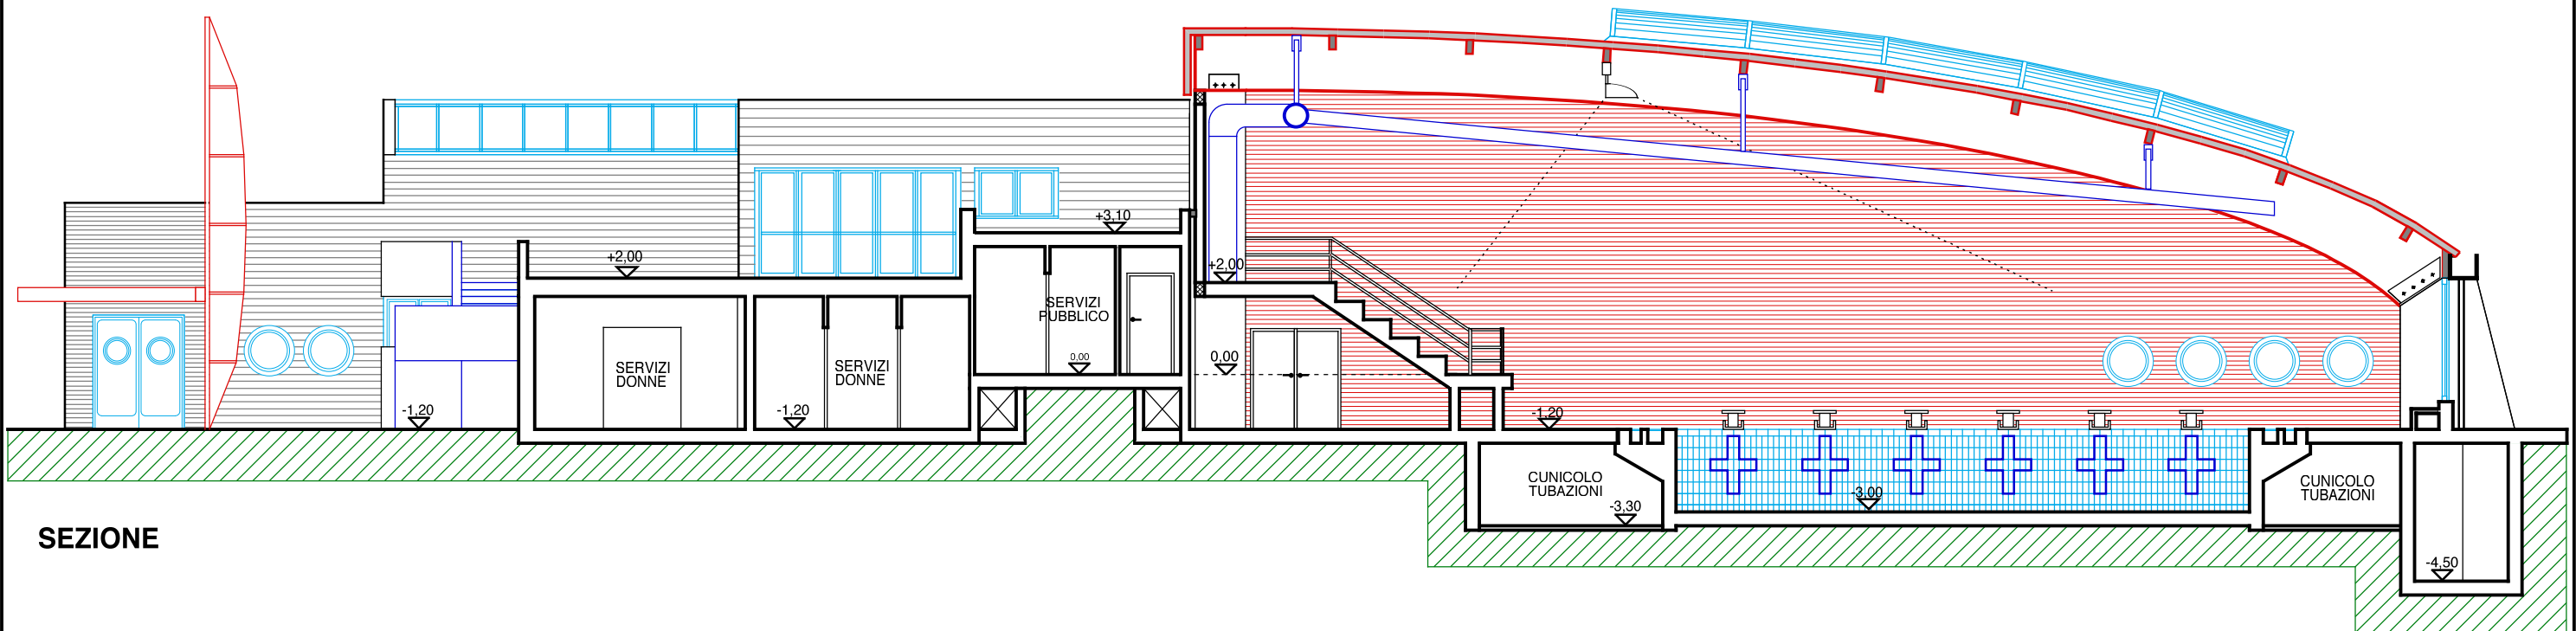 +3,10
+2,00
+2,00
SERVIZI
PUBBLICO
0,00
0,00
SERVIZI
DONNE
SERVIZI
DONNE
-1,20
-1,20
-1,20
CUNICOLO
TUBAZIONI
-3,00
-3,30
CUNICOLO
TUBAZIONI
SEZIONE
-4,50